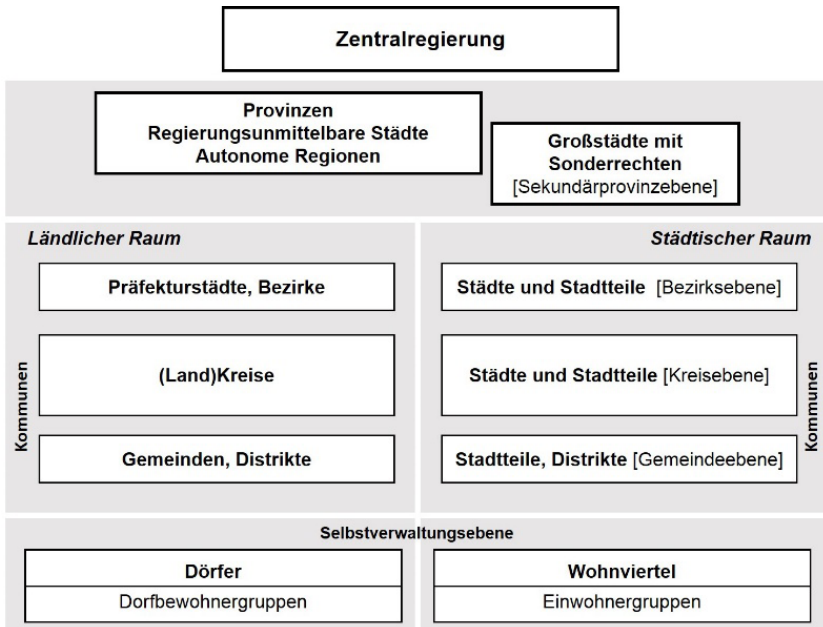 Zentralregierung
Provinzen
Regierungsunmittelbare Städte
Autonome Regionen
Großstädte mit
Sonderrechten
[Sekundärprovinzebene]
Ländlicher Raum
Städtischer Raum
Präfekturstädte, Bezirke
Städte und Stadtteile [Bezirksebene]
Kommunen
(Land)Kreise
Städte und Stadtteile [Kreisebene]
Kommunen
Gemeinden, Distrikte
Stadtteile, Distrikte [Gemeindeebene]
Selbstverwaltungsebene
Dörfer
Dorfbewohnergruppen
Wohnviertel
Einwohnergruppen